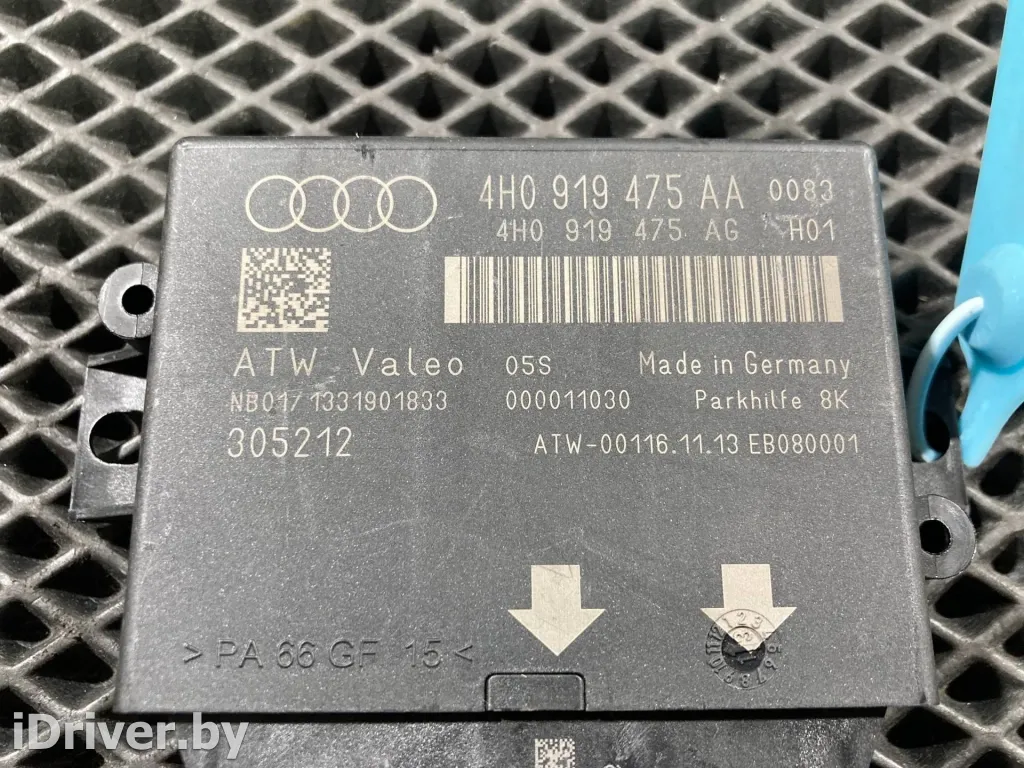 4H0 919 475 AA 0083
4H0 919 475 AG H01
ATW Valeo 05S Made in Germany
NB01/1331901833 000011030 Parkhilfe 8K
305212 ATW-00116.11.13 EB080001
> PA 66 GF 15 <
iDriver.by